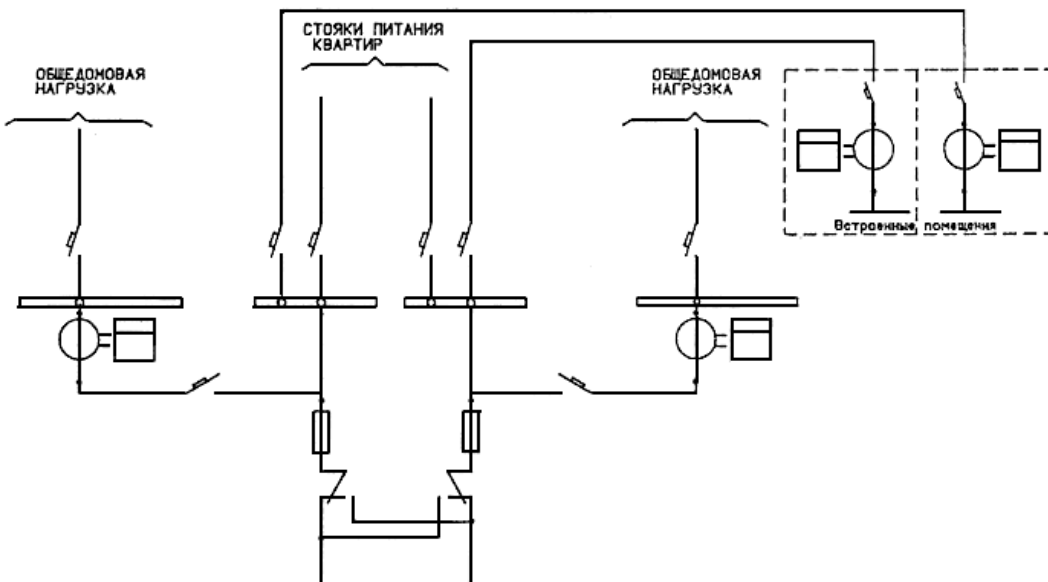 СТОЯКИ ПИТАНИЯ
КВАРТИР
ОБЩЕДОМОВАЯ
НАГРУЗКА
ОБЩЕДОМОВАЯ
НАГРУЗКА
Встроенные помещения